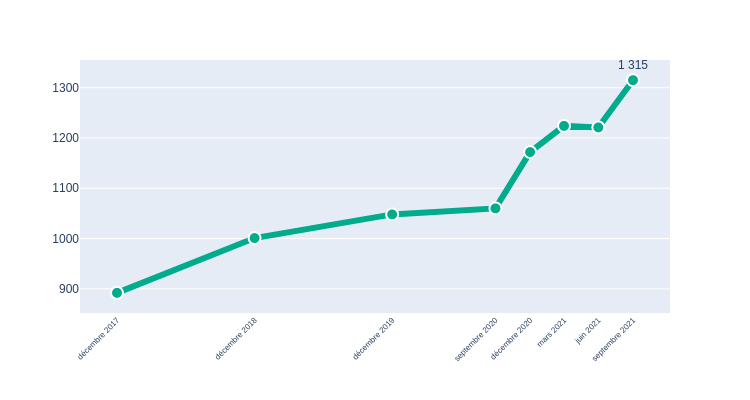 1 315
1300
1200
1100
1000
900
décembre 2017
décembre 2018
décembre 2019
septembre 2020
décembre 2020
mars 2021
juin 2021
septembre 2021